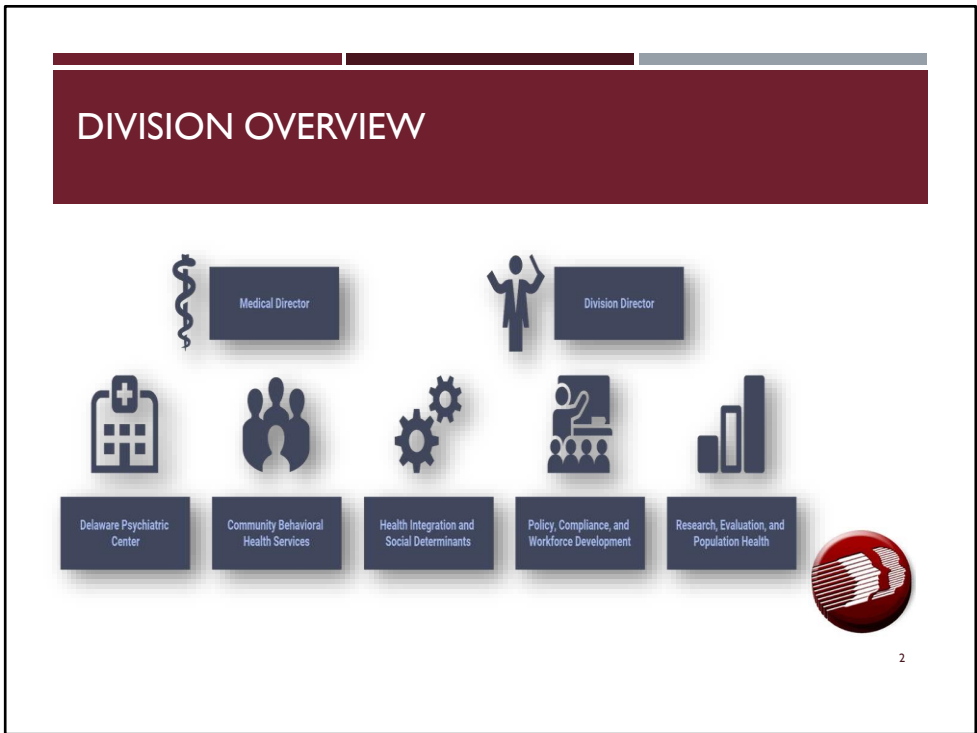 DIVISION OVERVIEW
Medical Director
Division Director
Delaware Psychiatric
Center
Community Behavioral
Health Services
Health Integration and
Social Determinants
Policy, Compliance, and
Workforce Development
Research, Evaluation, and
Population Health
2